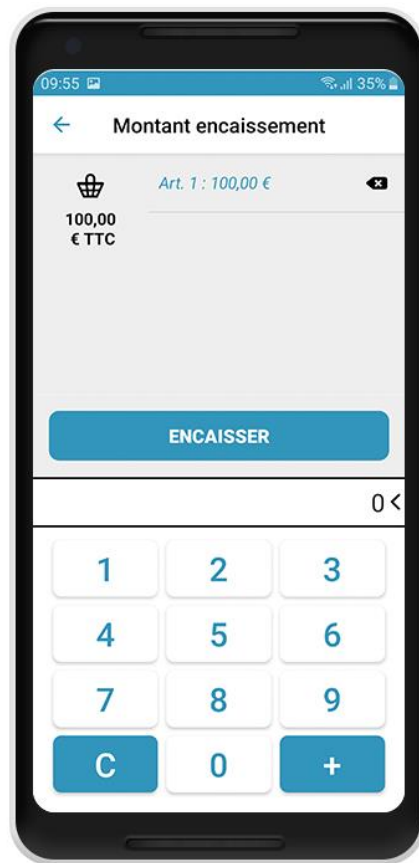 09:55 35%
Montant encaissement
Art. 1 : 100,00 €
100,00
€ TTC
ENCAISSER
0 <
1 2 3
4 5 6
7 8 9
C 0 +